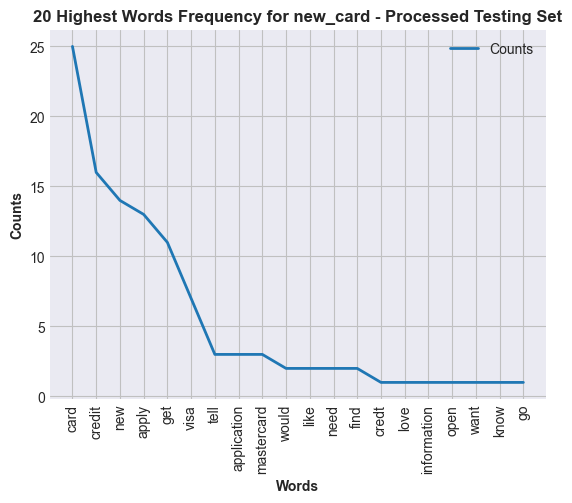 20 Highest Words Frequency for new_card - Processed Testing Set
Counts
25
20
15
10
5
0
Counts
card
credit
new
apply
get
visa
tell
application
mastercard
would
like
need
find
credt
love
information
open
want
know
go
Words